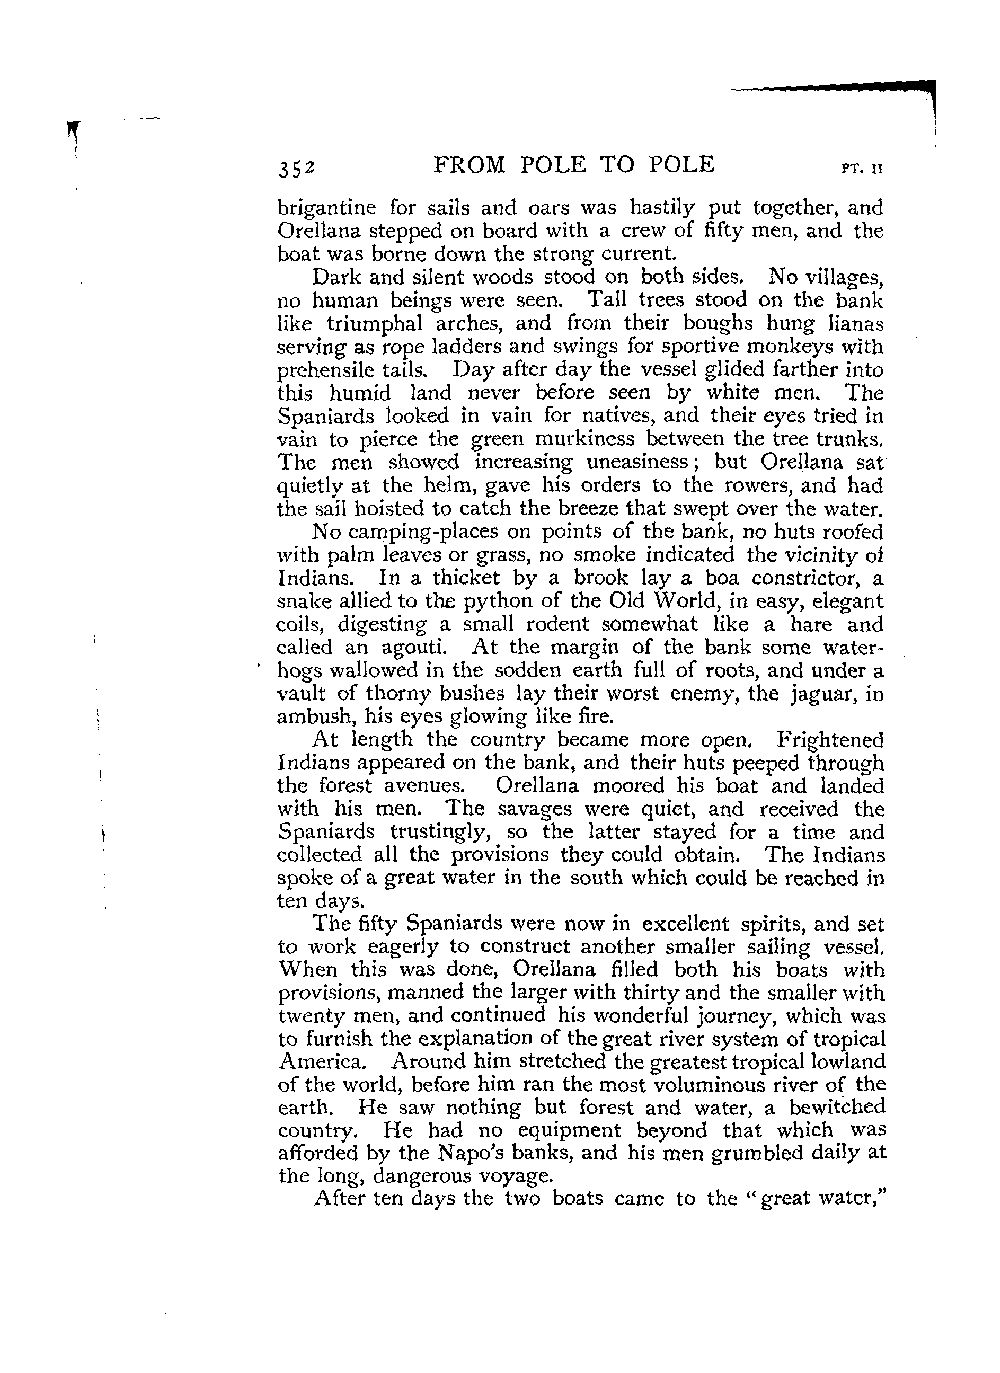 352 FROM POLE TO POLE PT. II
brigantine for sails and oars was hastily put together, and
Orellana stepped on board with a crew of fifty men, and the
boat was borne down the strong current.
Dark and silent woods stood on both sides. No villages,
no human beings were seen. Tall trees stood on the bank
like triumphal arches, and from their boughs hung lianas
serving as rope ladders and swings for sportive monkeys with
prehensile tails. Day after day the vessel glided farther into
this humid land never before seen by white men. The
Spaniards looked in vain for natives, and their eyes tried in
vain to pierce the green murkiness between the tree trunks.
The men showed increasing uneasiness; but Orellana sat
quietly at the helm, gave his orders to the rowers, and had
the sail hoisted to catch the breeze that swept over the water.
No camping-places on points of the bank, no huts roofed
with palm leaves or grass, no smoke indicated the vicinity of
Indians. In a thicket by a brook lay a boa constrictor, a
snake allied to the python of the Old World, in easy, elegant
coils, digesting a small rodent somewhat like a hare and
called an agouti. At the margin of the bank some water-
hogs wallowed in the sodden earth full of roots, and under a
vault of thorny bushes lay their worst enemy, the jaguar, in
ambush, his eyes glowing like fire.
At length the country became more open. Frightened
Indians appeared on the bank, and their huts peeped through
the forest avenues. Orellana moored his boat and landed
with his men. The savages were quiet, and received the
Spaniards trustingly, so the latter stayed for a time and
collected all the provisions they could obtain. The Indians
spoke of a great water in the south which could be reached in
ten days.
The fifty Spaniards were now in excellent spirits, and set
to work eagerly to construct another smaller sailing vessel.
When this was done, Orellana filled both his boats with
provisions, manned the larger with thirty and the smaller with
twenty men, and continued his wonderful journey, which was
to furnish the explanation of the great river system of tropical
America. Around him stretched the greatest tropical lowland
of the world, before him ran the most voluminous river of the
earth. He saw nothing but forest and water, a bewitched
country. He had no equipment beyond that which was
afforded by the Napo's banks, and his men grumbled daily at
the long, dangerous voyage.
After ten days the two boats came to the "great water,"